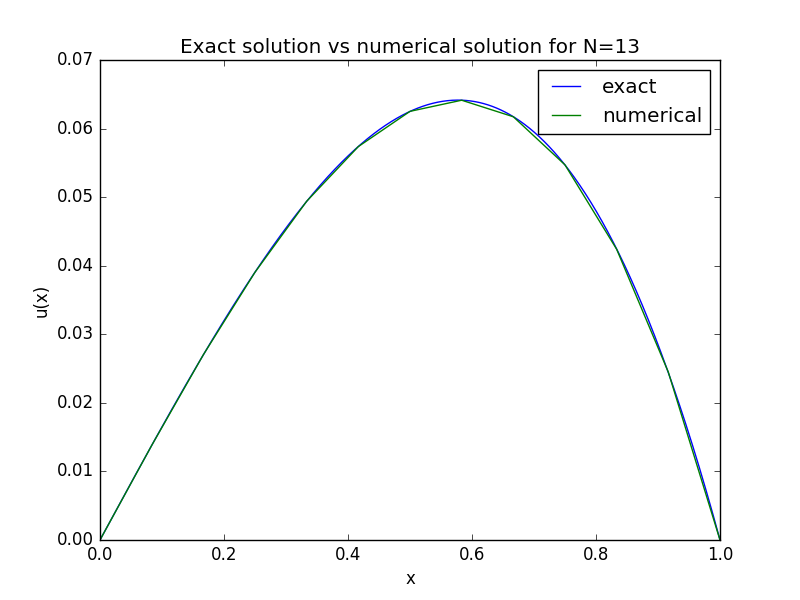 Exact solution vs numerical solution for N=13
0.07
0.06
0.05
0.04
0.03
0.02
0.01
0.00
u(x)
exact
numerical
0.0 0.2 0.4 0.6 0.8 1.0
x